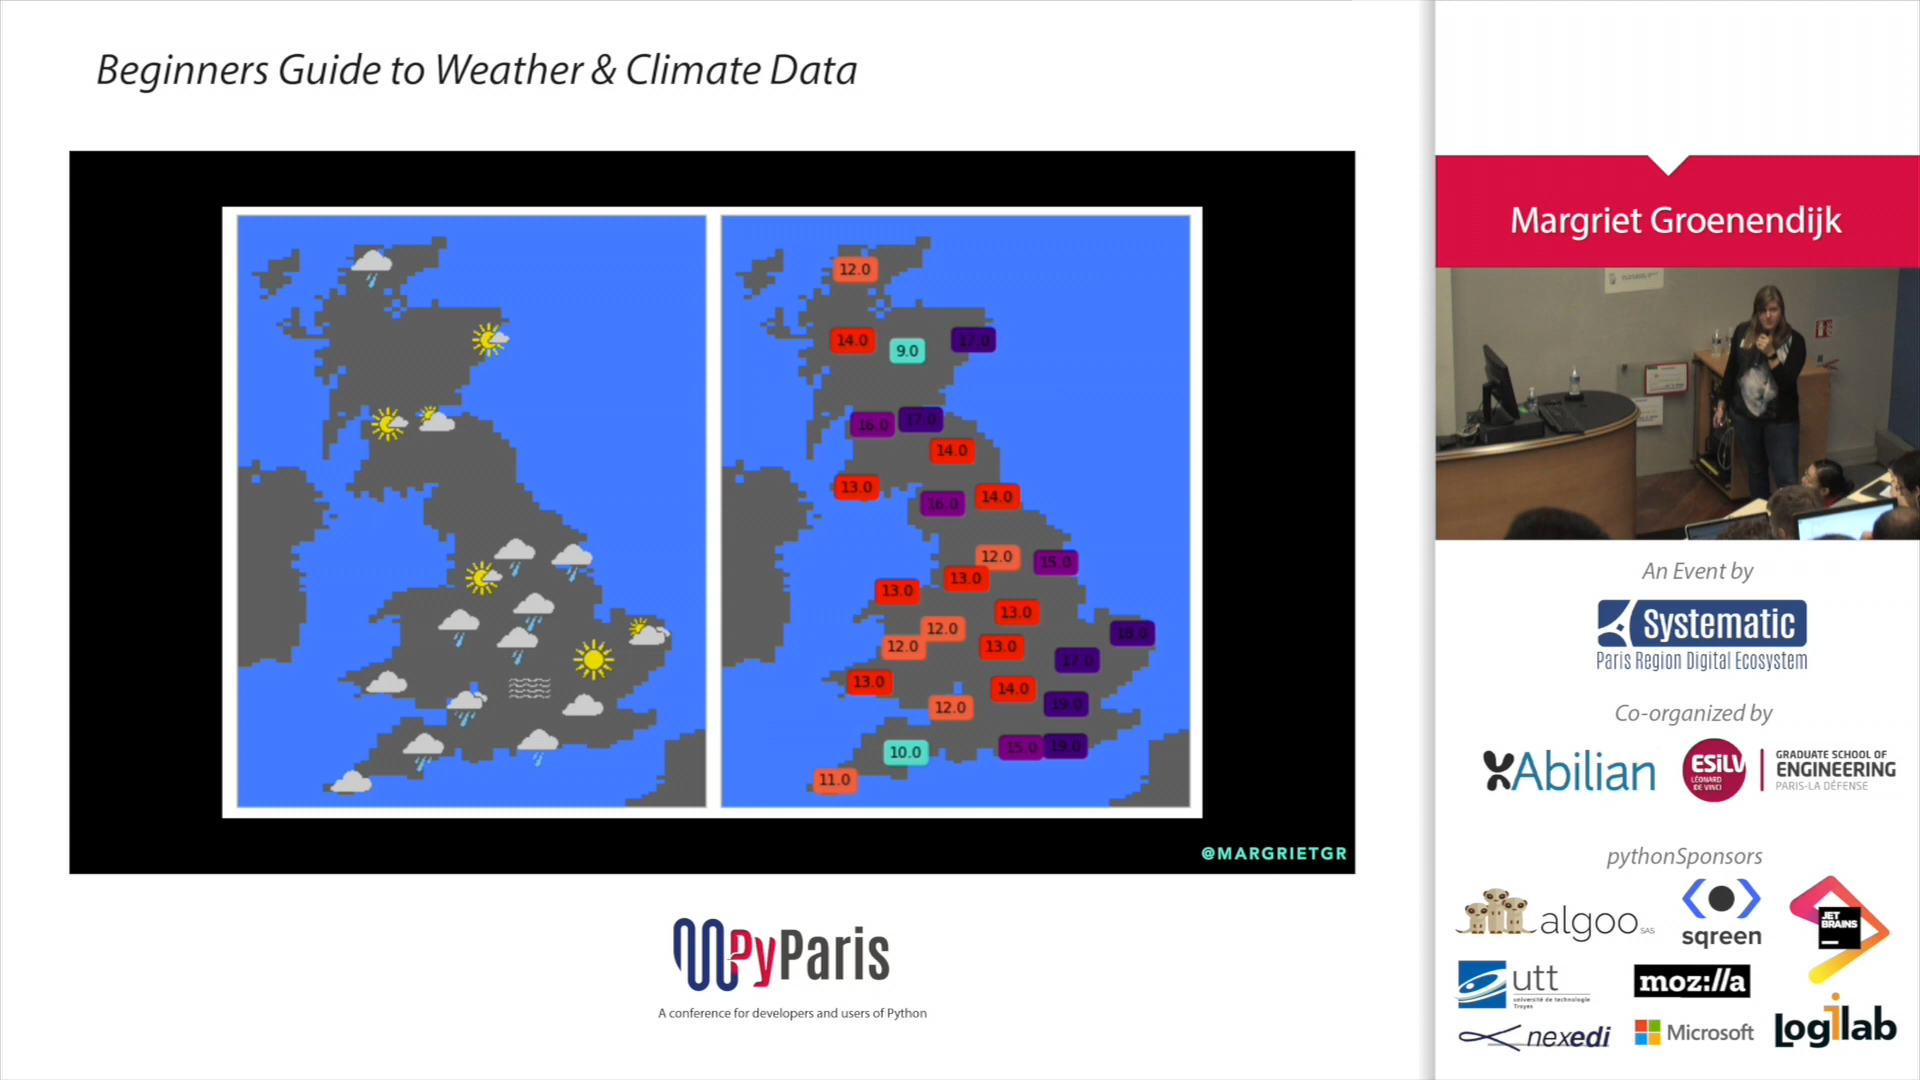 Beginners Guide to Weather & Climate Data
12.0
14.0
9.0
17.0
16.0
17.0
14.0
13.0
16.0
14.0
12.0
15.0
13.0
13.0
13.0
12.0
18.0
12.0
13.0
17.0
13.0
14.0
19.0
12.0
10.0
15.0
19.0
11.0
@MARGRIETGR
PyParis
A conference for developers and users of Python
Margriet Groenendijk
An Event by
Systematic
Paris Region Digital Ecosystem
Co-organized by
Abilian
ESILV
LÉONARD
DE VINCI
GRADUATE SCHOOL OF
ENGINEERING
PARIS-LA DÉFENSE
pythonSponsors
algoo SAS
sqreen
JET
BRAINS
utt
université de technologie
Troyes
moz://a
nexedi
Microsoft
logilab